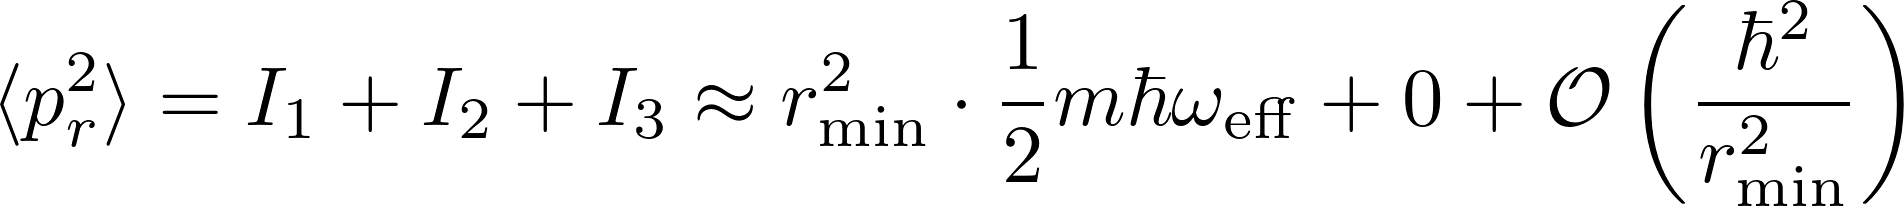 ⟨p_r^2⟩ = I_1 + I_2 + I_3 ≈ r_min^2 · 1/2 mℏω_eff + 0 + 𝒪(ℏ^2/r_min^2)